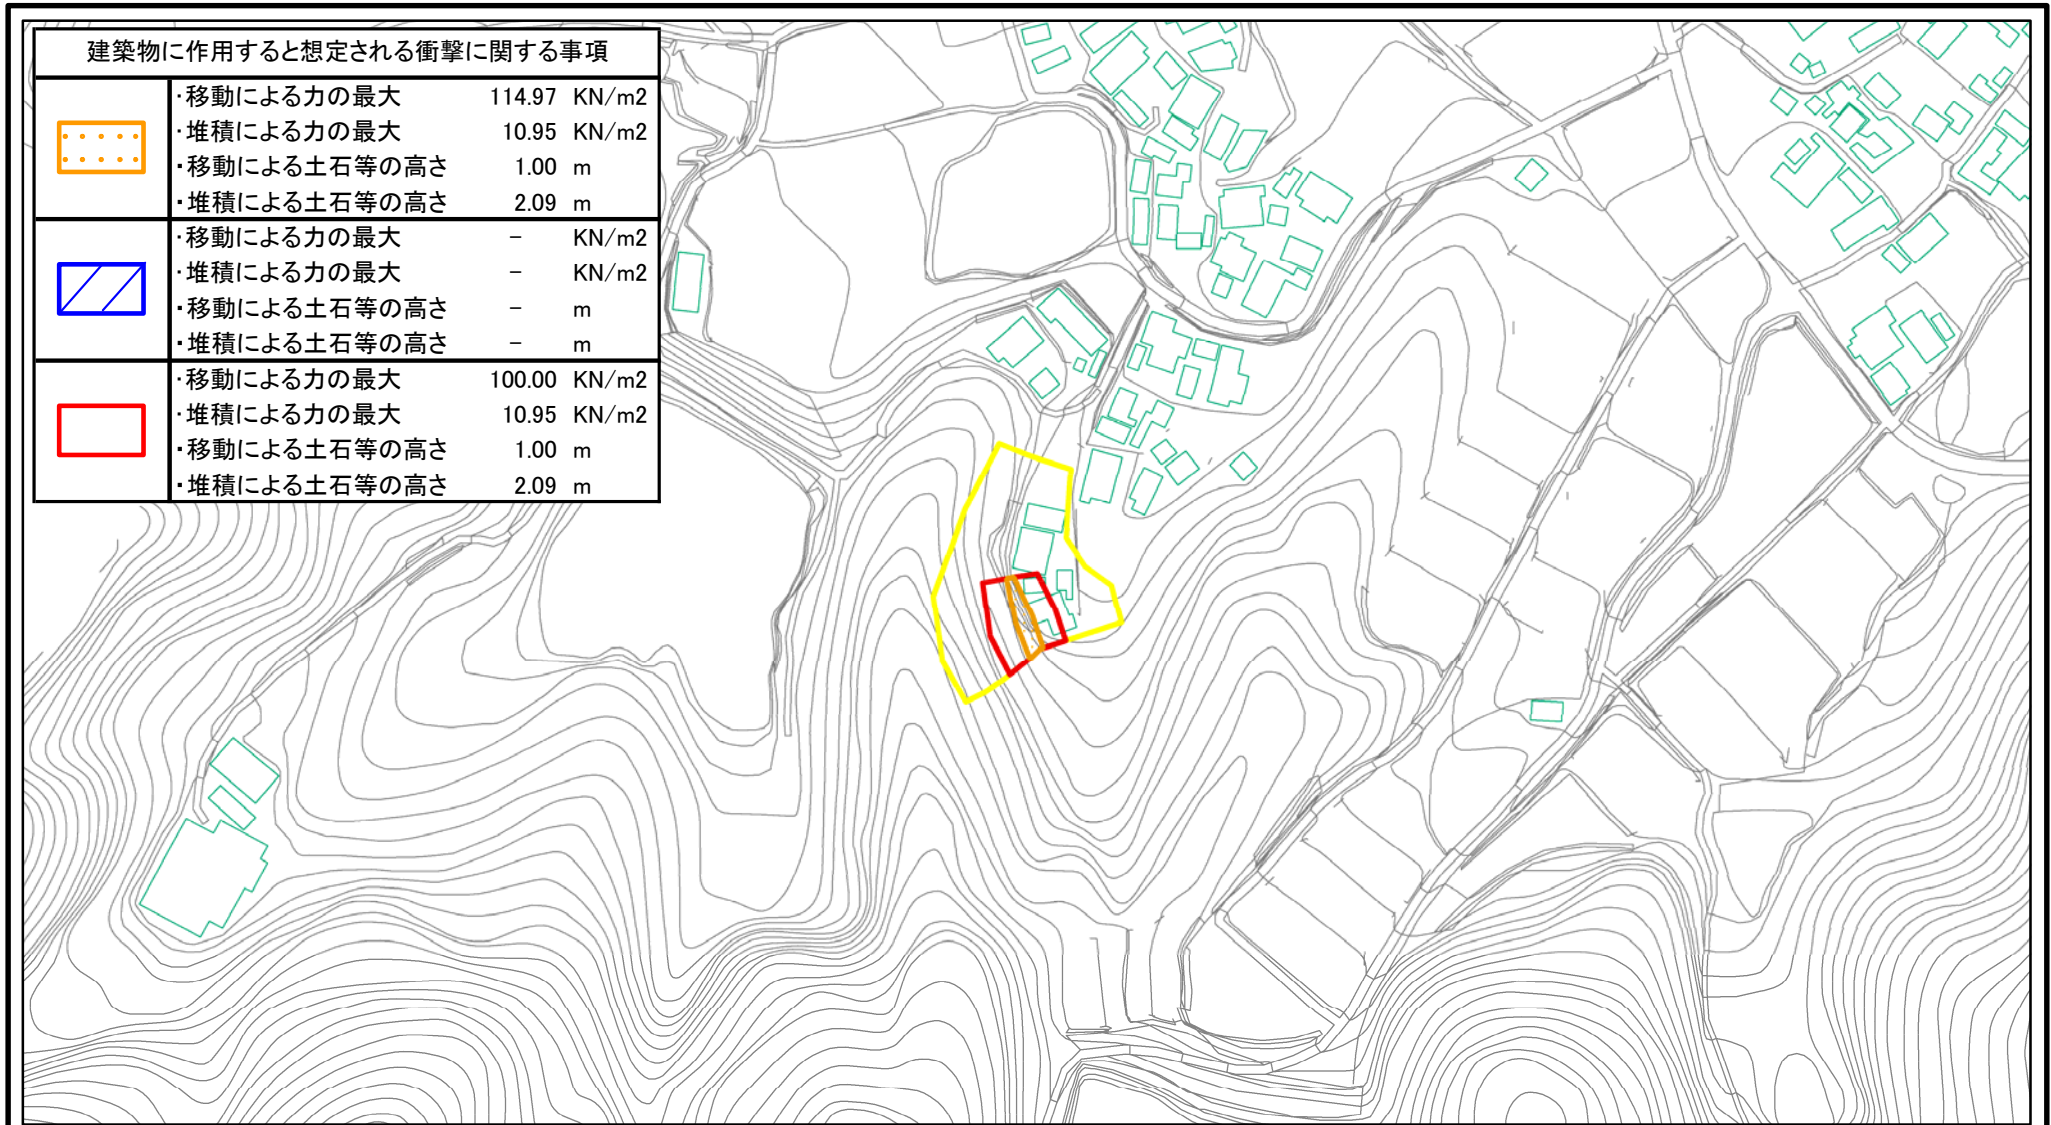 建築物に作用すると想定される衝撃に関する事項
・移動による力の最大 114.97 KN/m2
・堆積による力の最大 10.95 KN/m2
・移動による土石等の高さ 1.00 m
・堆積による土石等の高さ 2.09 m
・移動による力の最大 － KN/m2
・堆積による力の最大 － KN/m2
・移動による土石等の高さ － m
・堆積による土石等の高さ － m
・移動による力の最大 100.00 KN/m2
・堆積による力の最大 10.95 KN/m2
・移動による土石等の高さ 1.00 m
・堆積による土石等の高さ 2.09 m